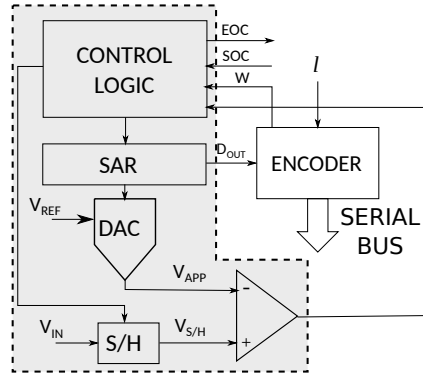 EOC
CONTROL
LOGIC
SOC
W
l
SAR
D_OUT
ENCODER
V_REF
DAC
SERIAL
BUS
V_APP
-
V_IN
S/H
V_S/H
+